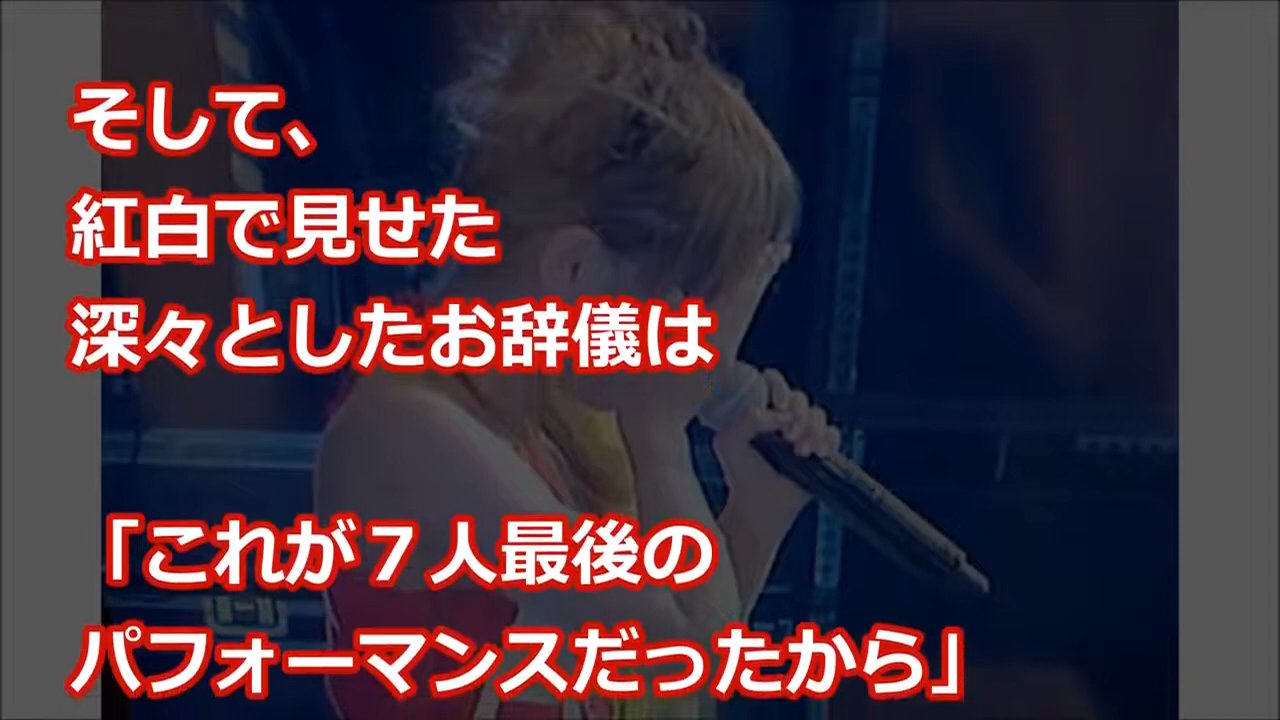 そして、
紅白で見せた
深々としたお辞儀は
「これが７人最後の
パフォーマンスだったから」